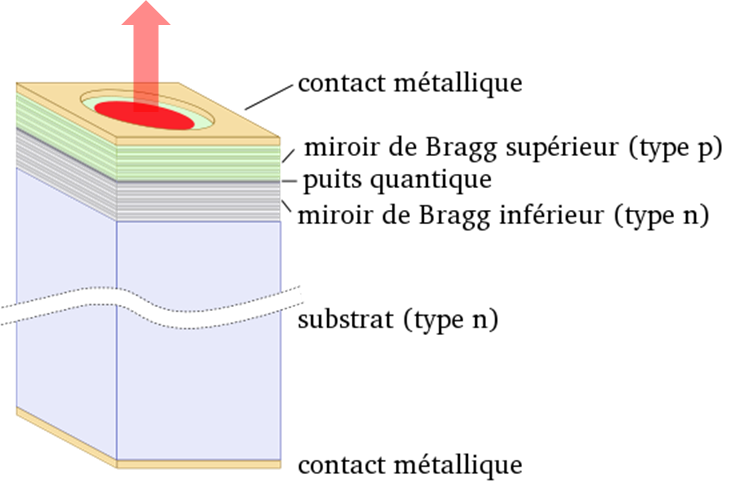 contact métallique
miroir de Bragg supérieur (type p)
puits quantique
miroir de Bragg inférieur (type n)
substrat (type n)
contact métallique